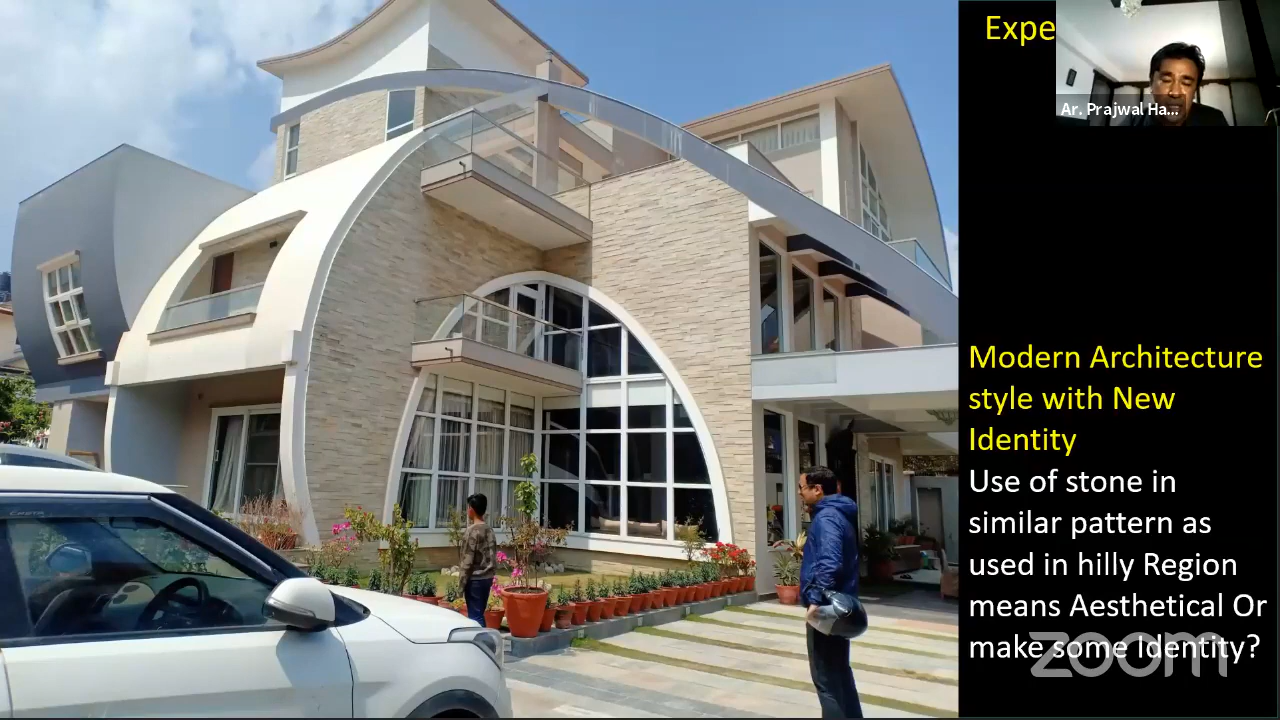 Expe
Ar. Prajwal Ha...
Modern Architecture
style with New
Identity
Use of stone in
similar pattern as
used in hilly Region
means Aesthetical Or
make some Identity?
zoom